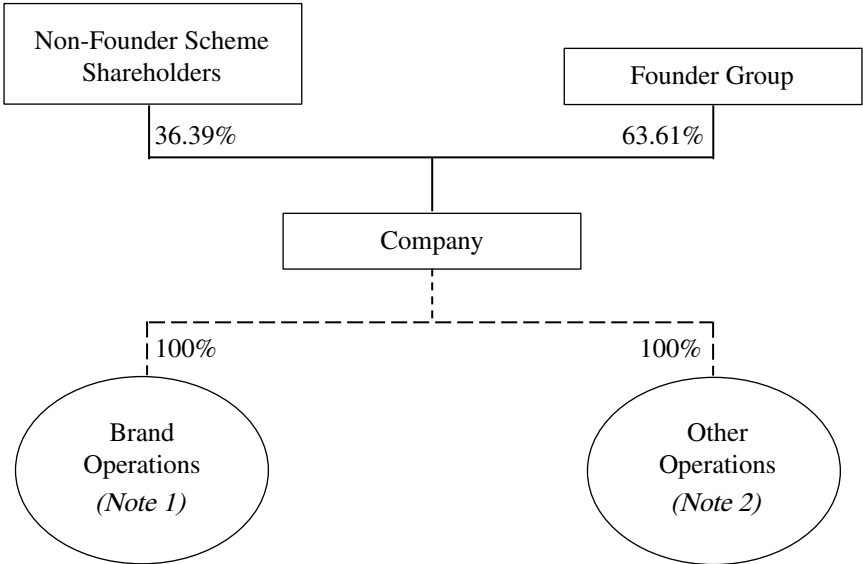 Non-Founder Scheme
Shareholders
Founder Group
36.39%
63.61%
Company
100%
100%
Brand
Operations
(Note 1)
Other
Operations
(Note 2)